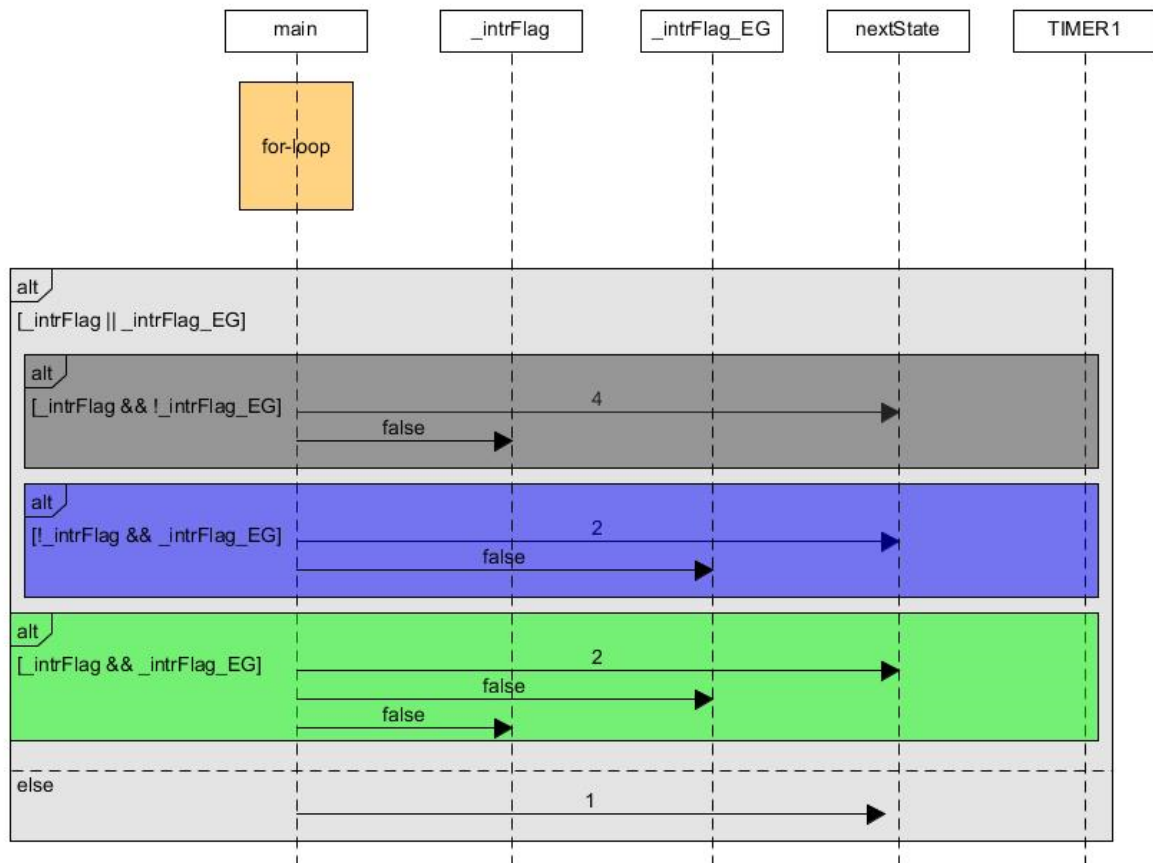 main
_intrFlag
_intrFlag_EG
nextState
TIMER1
for-loop
alt
[_intrFlag || _intrFlag_EG]
alt
[_intrFlag && !_intrFlag_EG]
4
false
alt
[!_intrFlag && _intrFlag_EG]
2
false
alt
[_intrFlag && _intrFlag_EG]
2
false
false
else
1